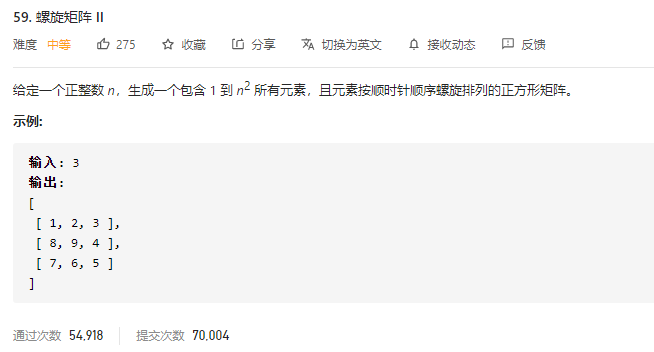 59. 螺旋矩阵 II
难度 中等 275 收藏 分享 切换为英文 接收动态 反馈
给定一个正整数 n，生成一个包含 1 到 n2 所有元素，且元素按顺时针顺序螺旋排列的正方形矩阵。
示例:
输入: 3
输出:
[
[ 1, 2, 3 ],
[ 8, 9, 4 ],
[ 7, 6, 5 ]
]
通过次数 54,918 提交次数 70,004